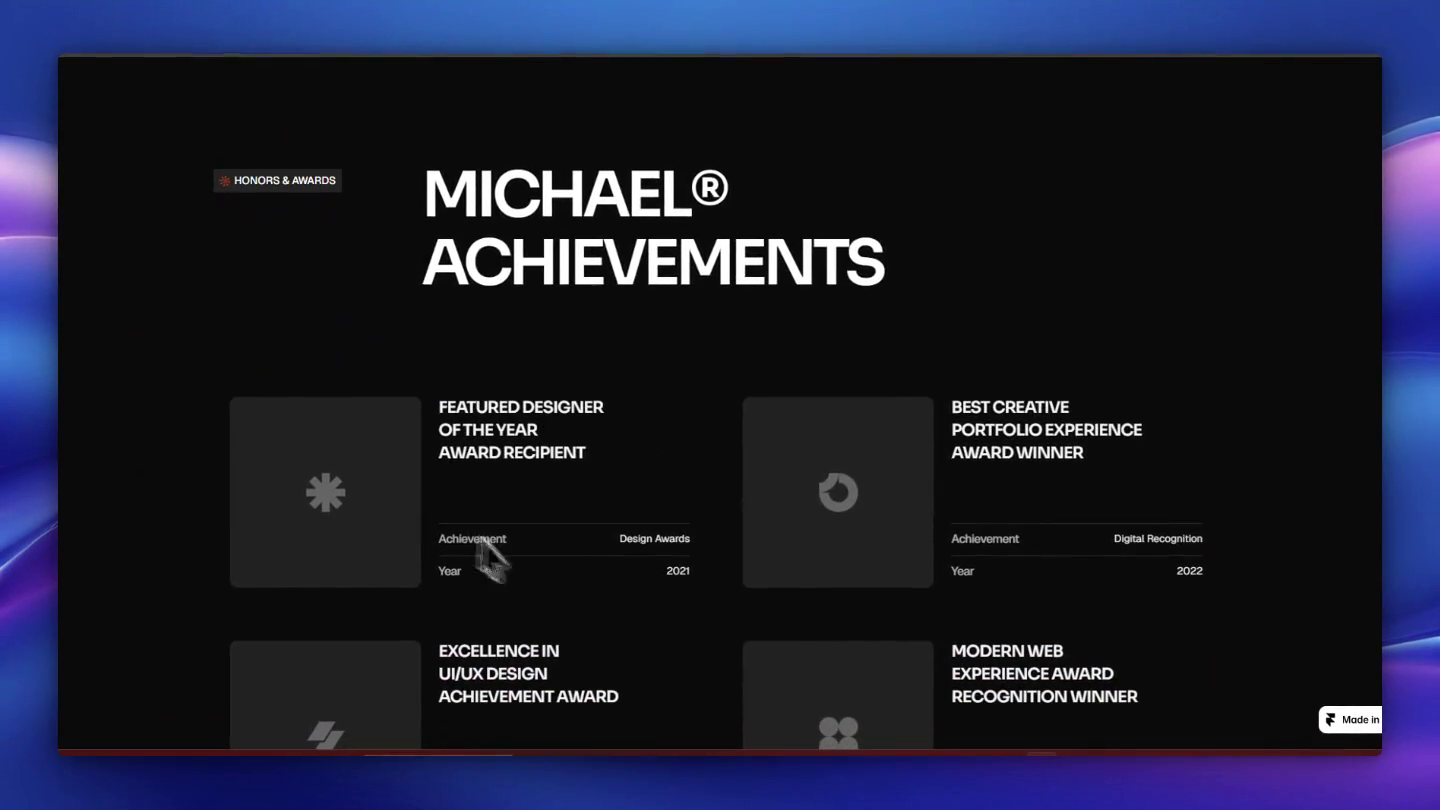 HONORS & AWARDS
MICHAEL®
ACHIEVEMENTS
FEATURED DESIGNER
OF THE YEAR
AWARD RECIPIENT
Achievement Design Awards
Year 2021
BEST CREATIVE
PORTFOLIO EXPERIENCE
AWARD WINNER
Achievement Digital Recognition
Year 2022
EXCELLENCE IN
UI/UX DESIGN
ACHIEVEMENT AWARD
MODERN WEB
EXPERIENCE AWARD
RECOGNITION WINNER
Made in